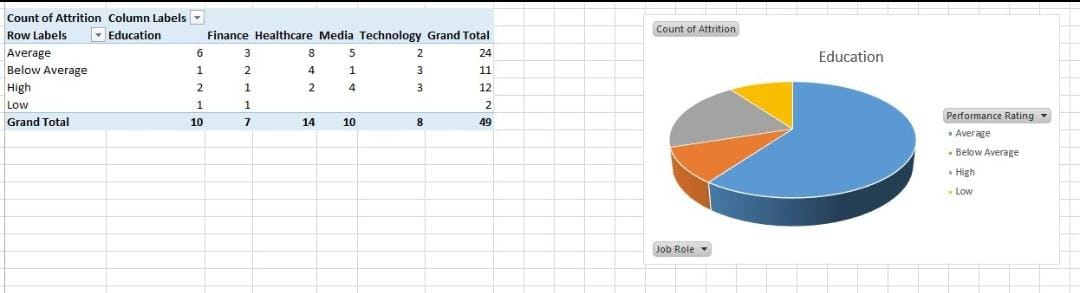 Count of Attrition Column Labels
Row Labels Education Finance Healthcare Media Technology Grand Total
Average 6 3 8 5 2 24
Below Average 1 2 4 1 3 11
High 2 1 2 4 3 12
Low 1 1 2
Grand Total 10 7 14 10 8 49
Count of Attrition
Education
Performance Rating
Average
Below Average
High
Low
Job Role